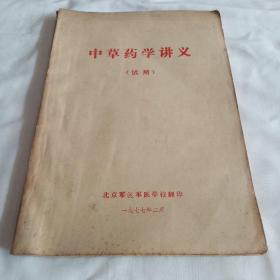 中草药学讲义
（试用）
北京军区军医学校翻印
一九七七年二月